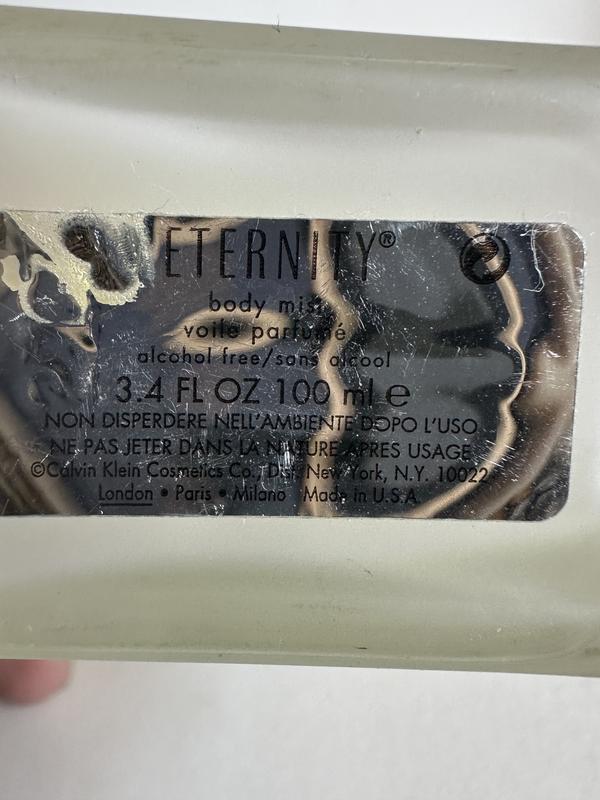 ETERNITY®
body mist
voile parfumé
alcohol free/sans alcool
3.4 FL OZ 100 ml e
NON DISPERDERE NELL'AMBIENTE DOPO L'USO
NE PAS JETER DANS LA NATURE APRES USAGE
©Calvin Klein Cosmetics Co., Dist. New York, N.Y. 10022
London • Paris • Milano Made in U.S.A